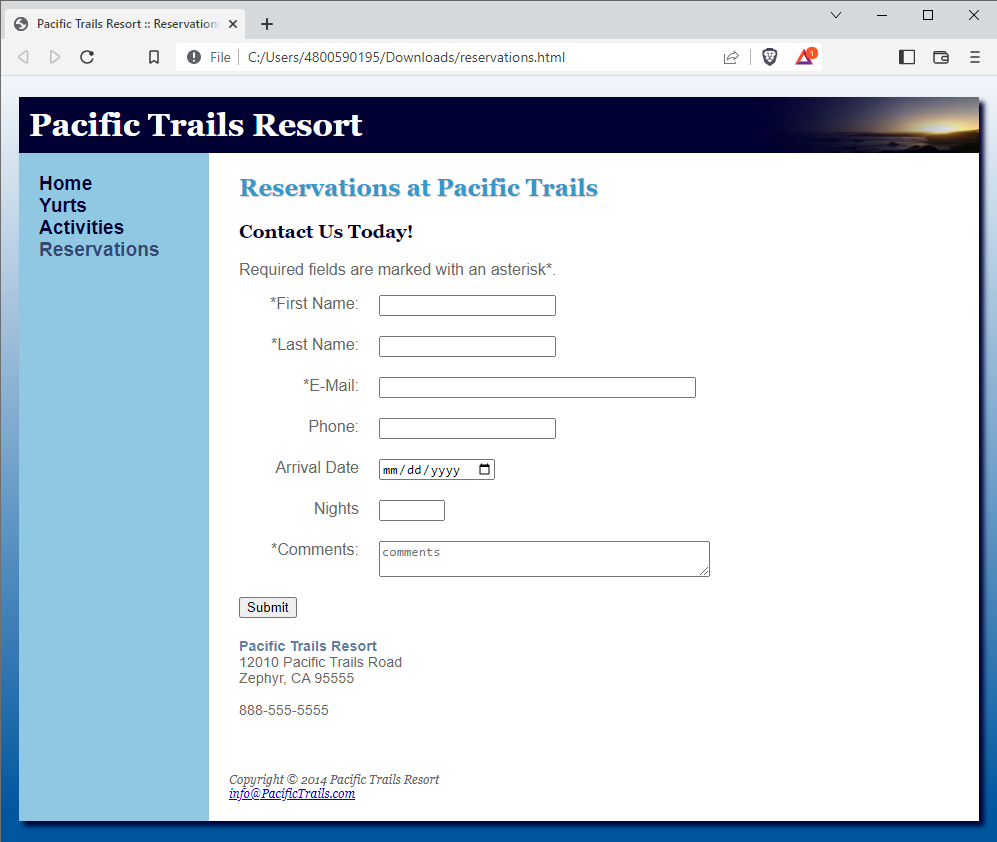 Pacific Trails Resort :: Reservation
File
C:/Users/4800590195/Downloads/reservations.html
1
Pacific Trails Resort
Home
Yurts
Activities
Reservations
Reservations at Pacific Trails
Contact Us Today!
Required fields are marked with an asterisk*.
*First Name:
*Last Name:
*E-Mail:
Phone:
Arrival Date mm/dd/yyyy
Nights
*Comments: comments
Submit
Pacific Trails Resort
12010 Pacific Trails Road
Zephyr, CA 95555
888-555-5555
Copyright © 2014 Pacific Trails Resort
info@PacificTrails.com